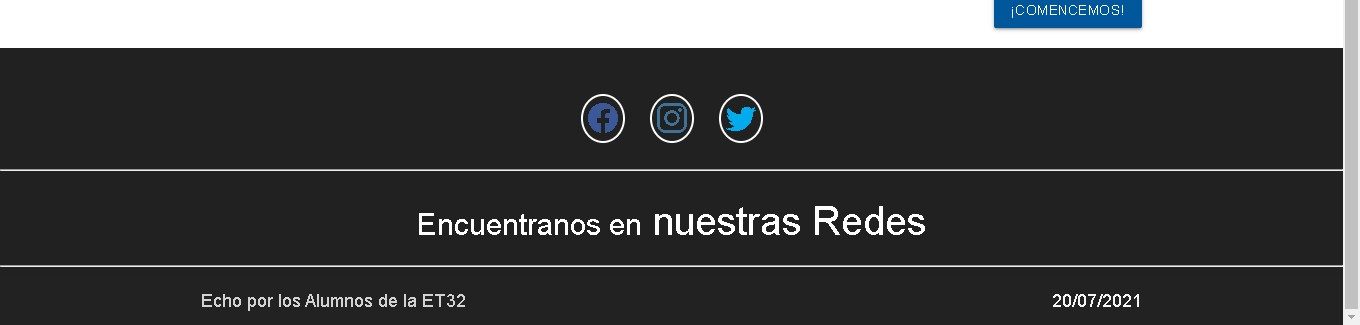 ¡COMENCEMOS!
Encuentranos en nuestras Redes
Echo por los Alumnos de la ET32
20/07/2021